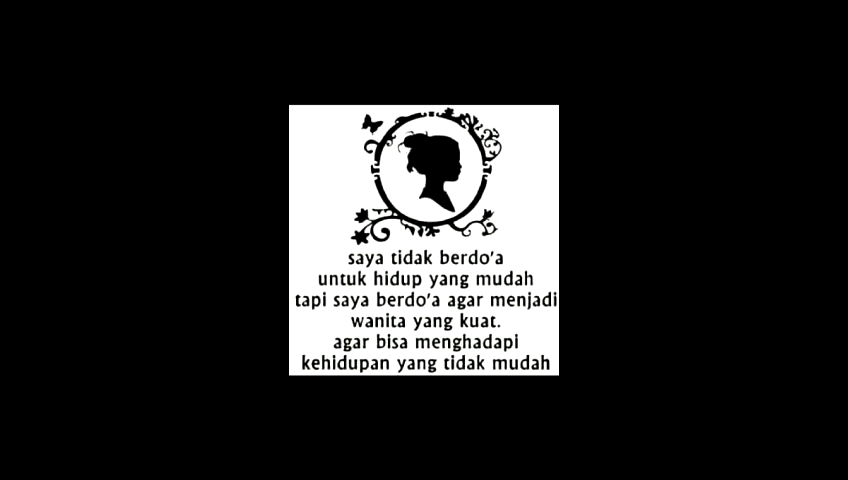 saya tidak berdo'a
untuk hidup yang mudah
tapi saya berdo'a agar menjadi
wanita yang kuat.
agar bisa menghadapi
kehidupan yang tidak mudah